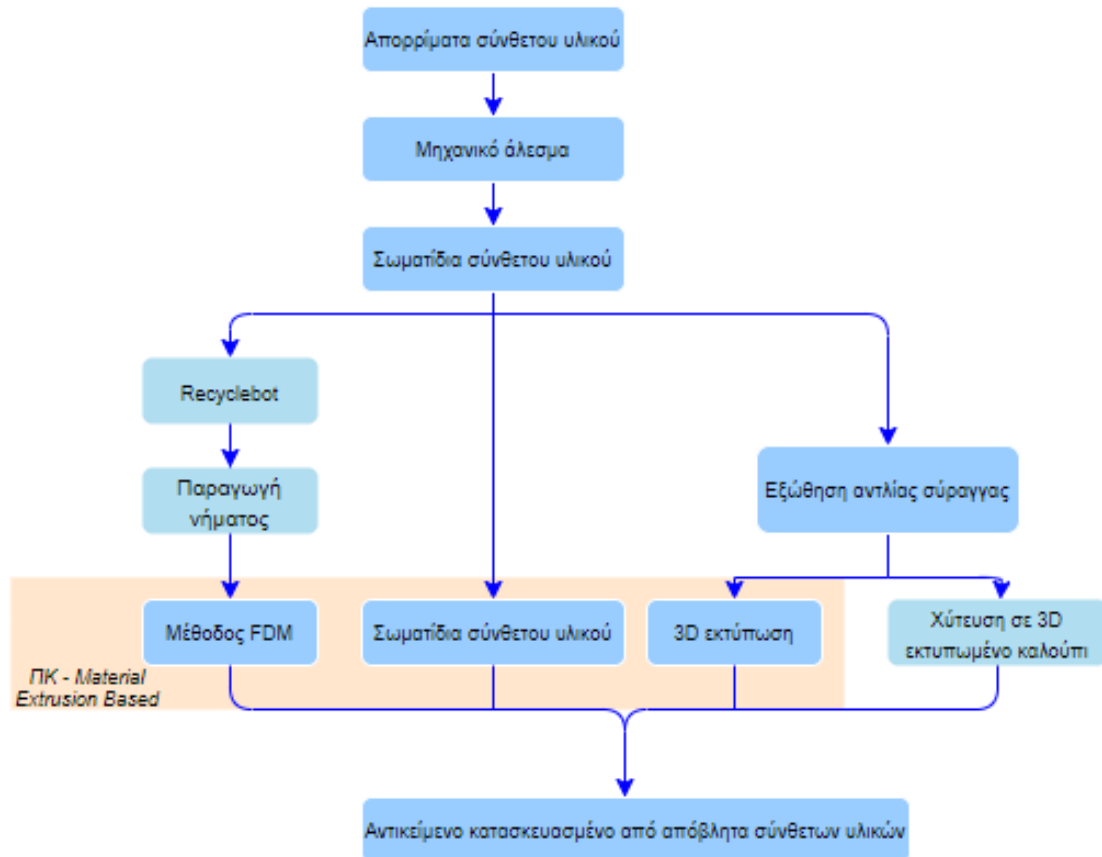 Απορρίματα σύνθετου υλικού
Μηχανικό άλεσμα
Σωματίδια σύνθετου υλικού
Recyclebot
Παραγωγή
νήματος
Εξώθηση αντλίας σύραγγας
Μέθοδος FDM
Σωματίδια σύνθετου υλικού
3D εκτύπωση
Χύτευση σε 3D
εκτυπωμένο καλούπι
ΠΚ - Material
Extrusion Based
Αντικείμενο κατασκευασμένο από απόβλητα σύνθετων υλικών